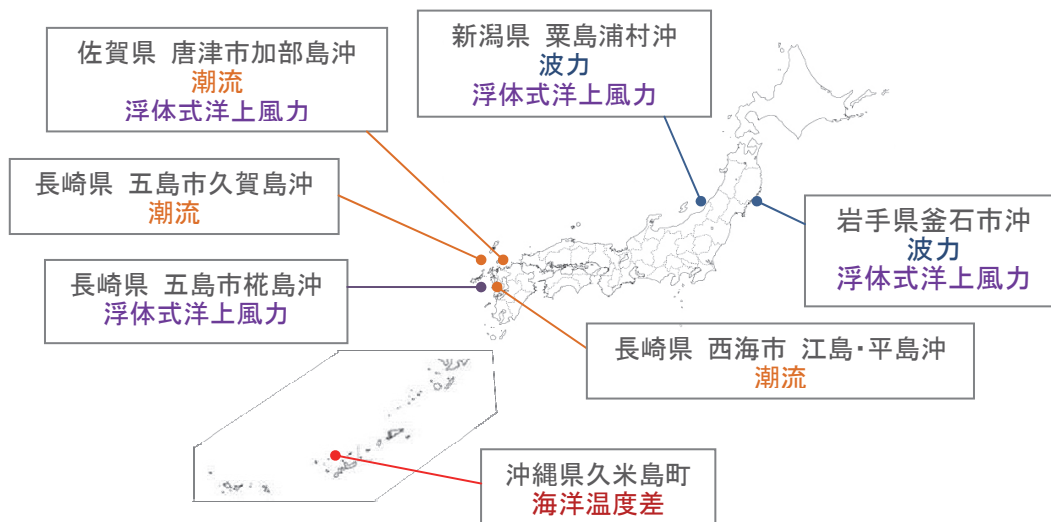 佐賀県 唐津市加部島沖
潮流
浮体式洋上風力
新潟県 粟島浦村沖
波力
浮体式洋上風力
長崎県 五島市久賀島沖
潮流
岩手県釜石市沖
波力
浮体式洋上風力
長崎県 五島市椛島沖
浮体式洋上風力
長崎県 西海市 江島・平島沖
潮流
沖縄県久米島町
海洋温度差